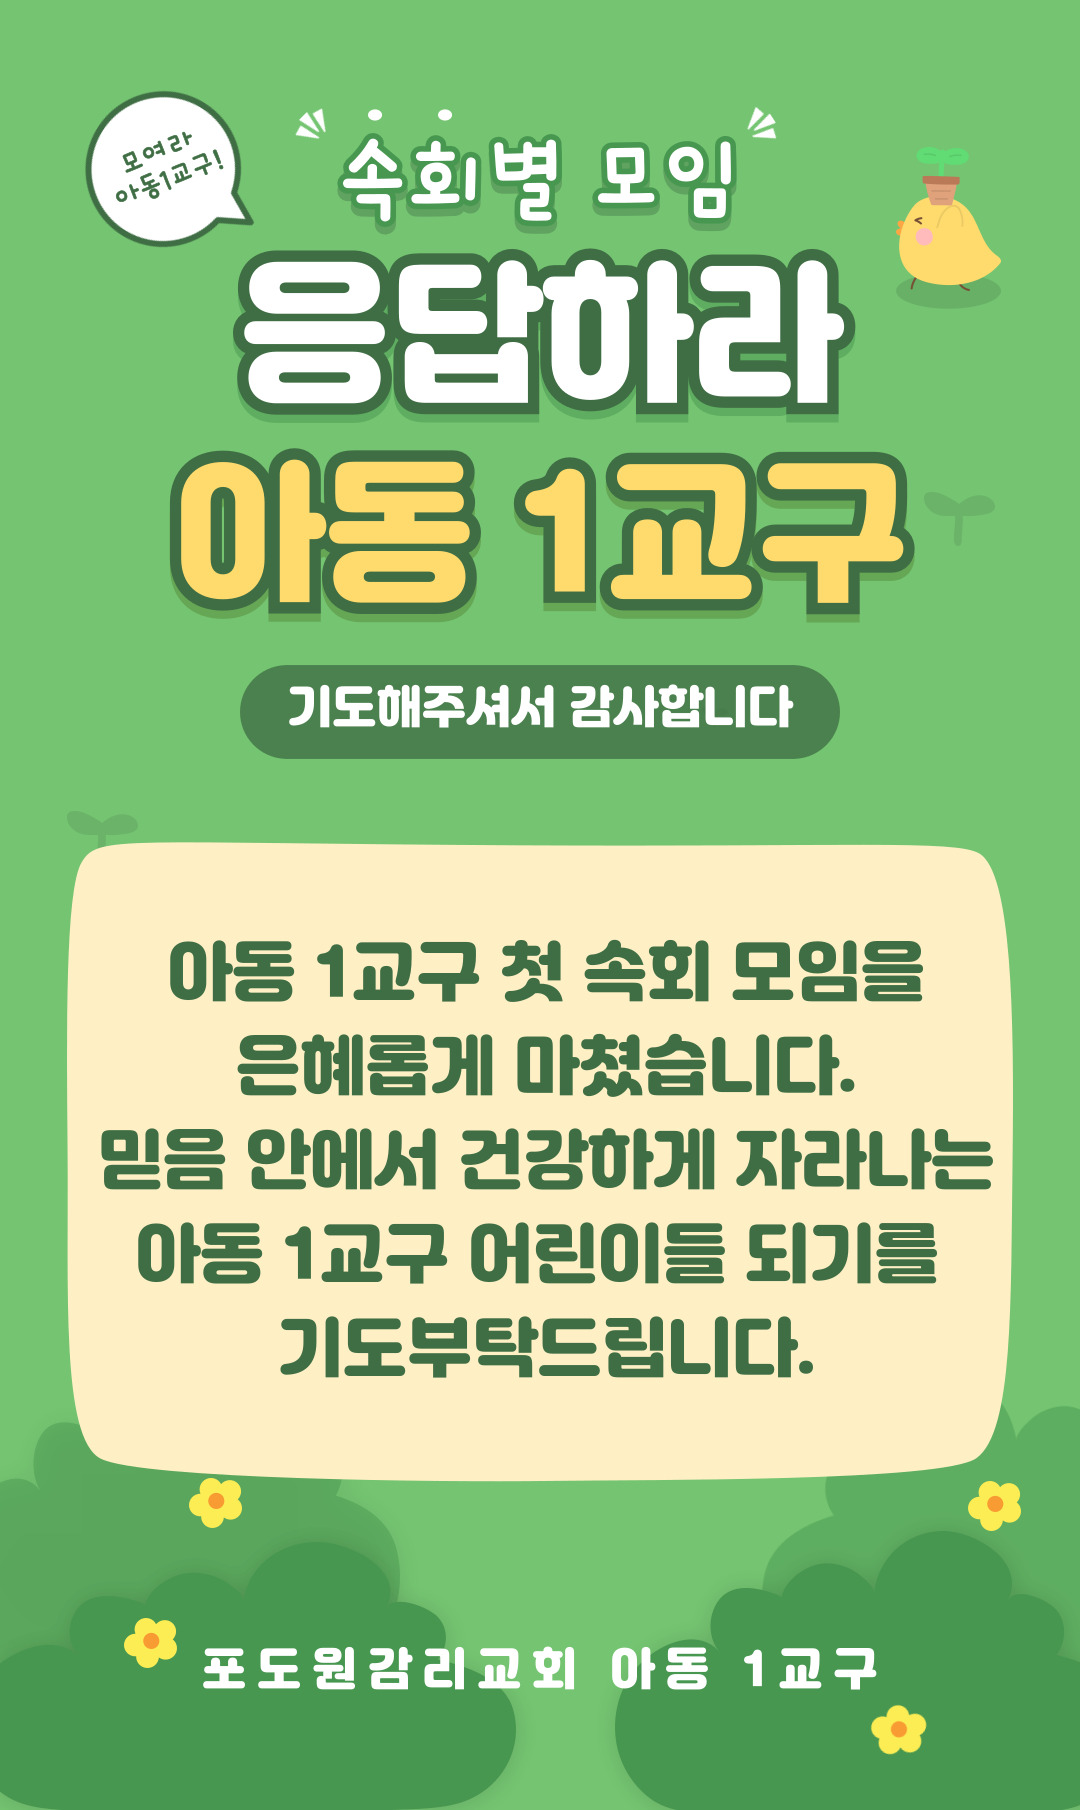 모여라
아동1교구!
속회별 모임
응답하라
아동 1교구
기도해주셔서 감사합니다
아동 1교구 첫 속회 모임을
은혜롭게 마쳤습니다.
믿음 안에서 건강하게 자라나는
아동 1교구 어린이들 되기를
기도부탁드립니다.
포도원감리교회 아동 1교구